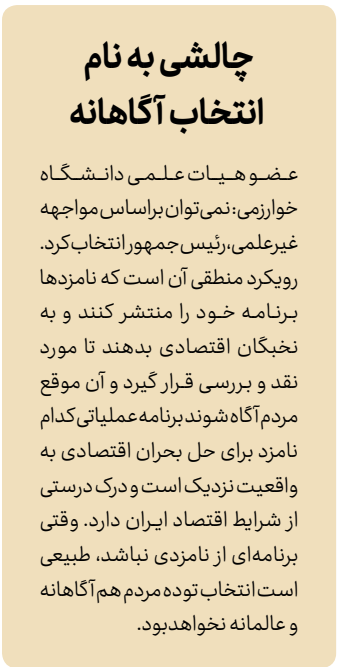 چالشی به نام
انتخاب آگاهانه
عضو هیات علمی دانشگاه
خوارزمی: نمی‌توان براساس مواجهه
غیرعلمی، رئیس‌جمهور انتخاب کرد.
رویکرد منطقی آن است که نامزدها
برنامه خود را منتشر کنند و به
نخبگان اقتصادی بدهند تا مورد
نقد و بررسی قرار گیرد و آن موقع
مردم آگاه شوند برنامه عملیاتی کدام
نامزد برای حل بحران اقتصادی به
واقعیت نزدیک است و درک درستی
از شرایط اقتصاد ایران دارد. وقتی
برنامه‌ای از نامزدی نباشد، طبیعی
است انتخاب توده مردم هم آگاهانه
و عالمانه نخواهد بود.